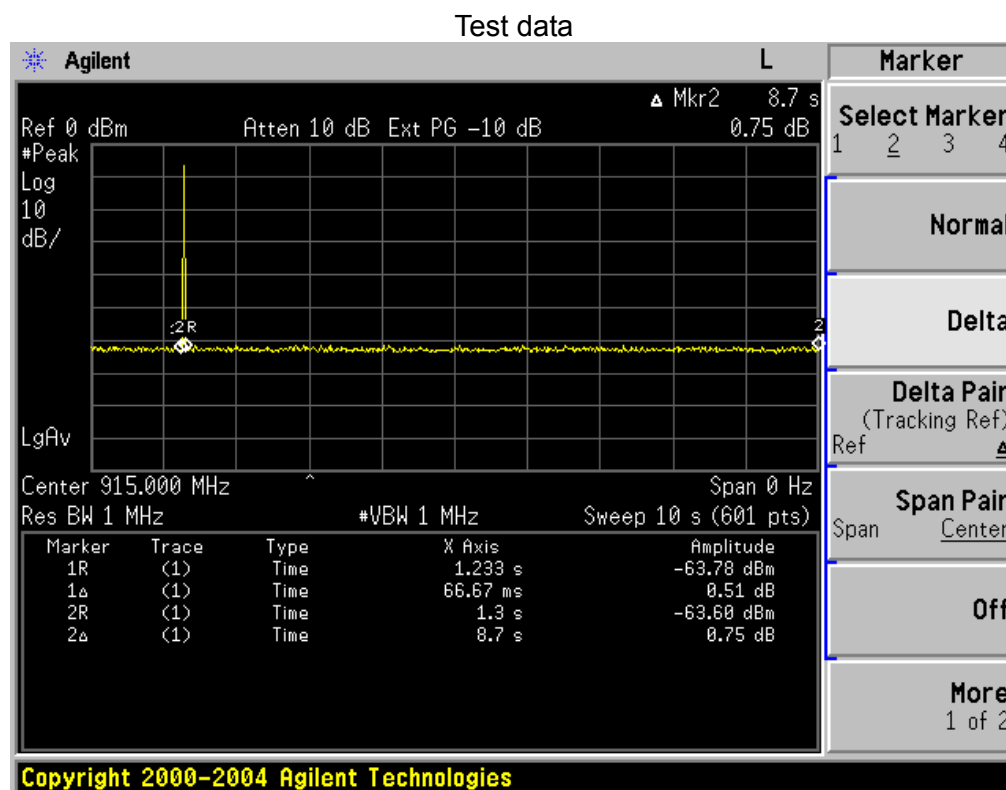 Test data
Agilent L
Δ Mkr2 8.7 s
Ref 0 dBm Atten 10 dB Ext PG -10 dB 0.75 dB
#Peak
Log
10
dB/
2R
2
LgAv
Center 915.000 MHz ^ Span 0 Hz
Res BW 1 MHz #VBW 1 MHz Sweep 10 s (601 pts)
Marker Trace Type X Axis Amplitude
1R (1) Time 1.233 s -63.78 dBm
1Δ (1) Time 66.67 ms 0.51 dB
2R (1) Time 1.3 s -63.60 dBm
2Δ (1) Time 8.7 s 0.75 dB
Copyright 2000-2004 Agilent Technologies
Marker
Select Marker
1 2 3 4
Normal
Delta
Delta Pair
(Tracking Ref)
Ref Δ
Span Pair
Span Center
Off
More
1 of 2